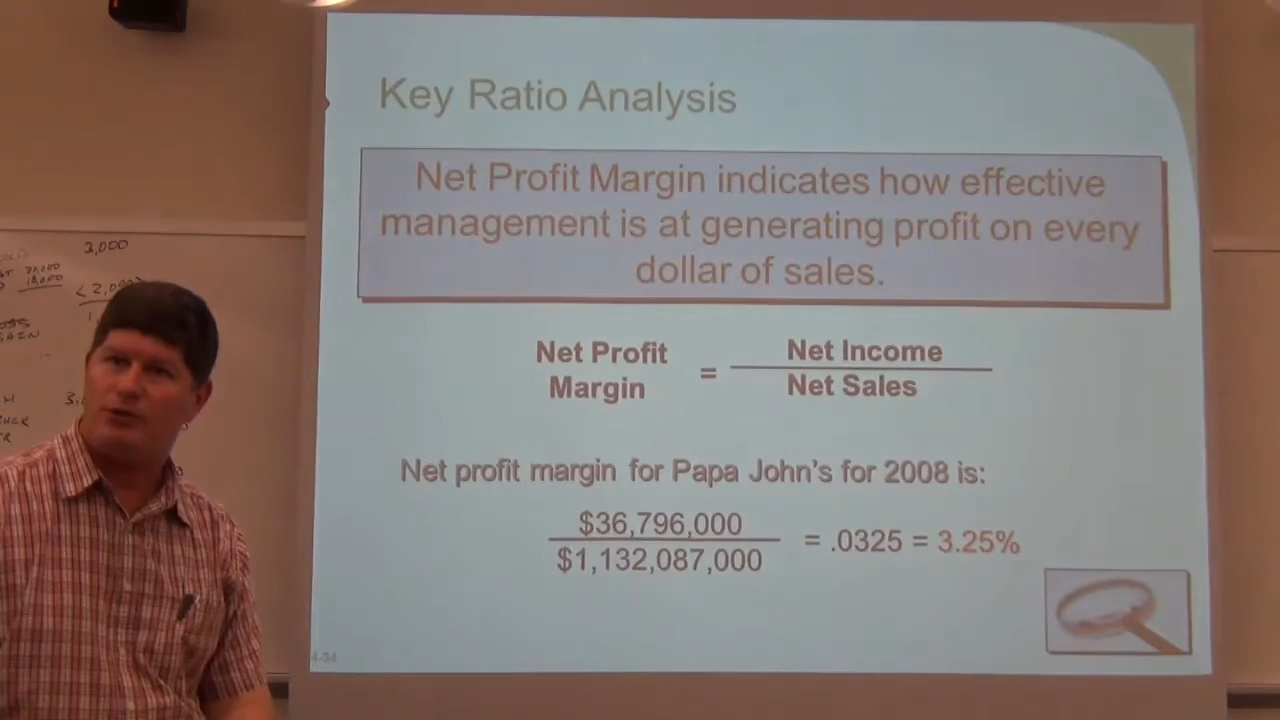 Key Ratio Analysis
Net Profit Margin indicates how effective
management is at generating profit on every
dollar of sales.
Net Profit
Margin
=
Net Income
Net Sales
Net profit margin for Papa John's for 2008 is:
$36,796,000
$1,132,087,000
= .0325 = 3.25%
4-34
3,000